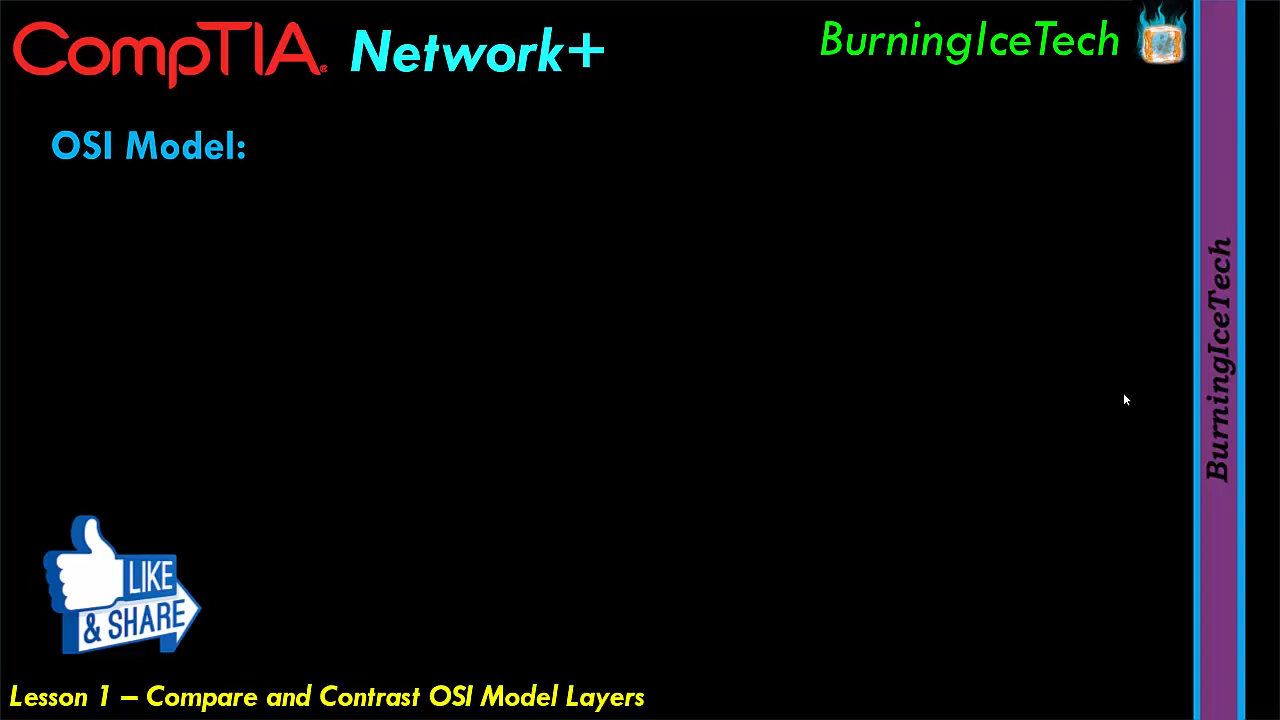 CompTIA® Network+
BurningIceTech
OSI Model:
BurningIceTech
LIKE
& SHARE
Lesson 1 – Compare and Contrast OSI Model Layers